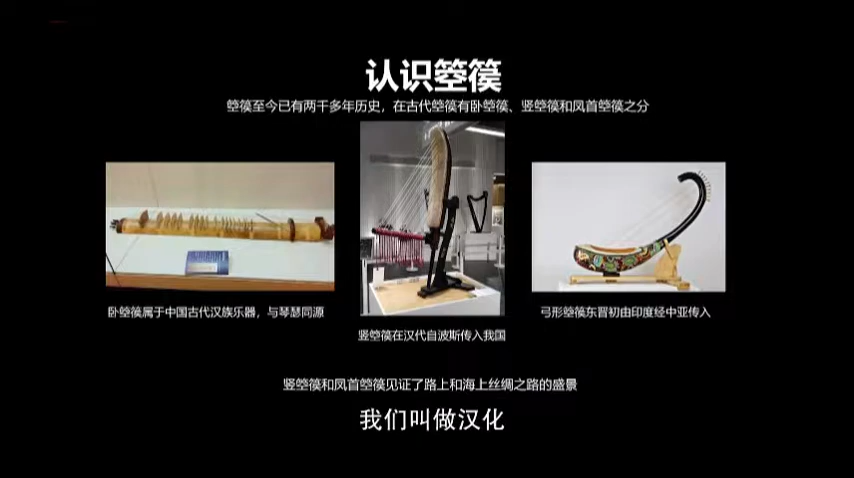 认识箜篌
箜篌至今已有两千多年历史，在古代箜篌有卧箜篌、竖箜篌和凤首箜篌之分
卧箜篌属于中国古代汉族乐器，与琴瑟同源
竖箜篌在汉代自波斯传入我国
弓形箜篌东晋初由印度经中亚传入
竖箜篌和凤首箜篌见证了路上和海上丝绸之路的盛景
我们叫做汉化